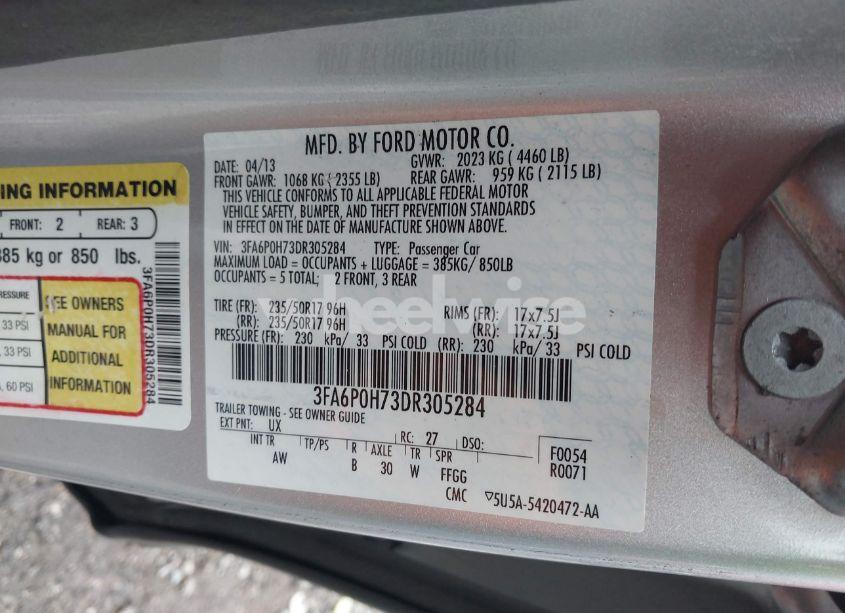 ING INFORMATION
FRONT: 2 REAR: 3
385 kg or 850 lbs.
PRESSURE
33 PSI
, 33 PSI
, 60 PSI
SEE OWNERS
MANUAL FOR
ADDITIONAL
INFORMATION
3FA6P0H73DR305284
MFD. BY FORD MOTOR CO.
DATE: 04/13 GVWR: 2023 KG ( 4460 LB)
FRONT GAWR: 1068 KG ( 2355 LB) REAR GAWR: 959 KG ( 2115 LB)
THIS VEHICLE CONFORMS TO ALL APPLICABLE FEDERAL MOTOR
VEHICLE SAFETY, BUMPER, AND THEFT PREVENTION STANDARDS
IN EFFECT ON THE DATE OF MANUFACTURE SHOWN ABOVE.
VIN: 3FA6P0H73DR305284 TYPE: Passenger Car
MAXIMUM LOAD = OCCUPANTS + LUGGAGE = 385KG/ 850LB
OCCUPANTS = 5 TOTAL; 2 FRONT, 3 REAR
TIRE (FR): 235/50R17 96H RIMS (FR): 17x7.5J
(RR): 235/50R17 96H (RR): 17x7.5J
PRESSURE (FR): 230 kPa/ 33 PSI COLD (RR): 230 kPa/ 33 PSI COLD
wheelwise
3FA6P0H73DR305284
TRAILER TOWING - SEE OWNER GUIDE
EXT PNT: UX RC: 27 DSO: F0054
INT TR TP/PS R AXLE TR SPR R0071
AW B 30 W FFGG
CMC ▽5U5A-5420472-AA